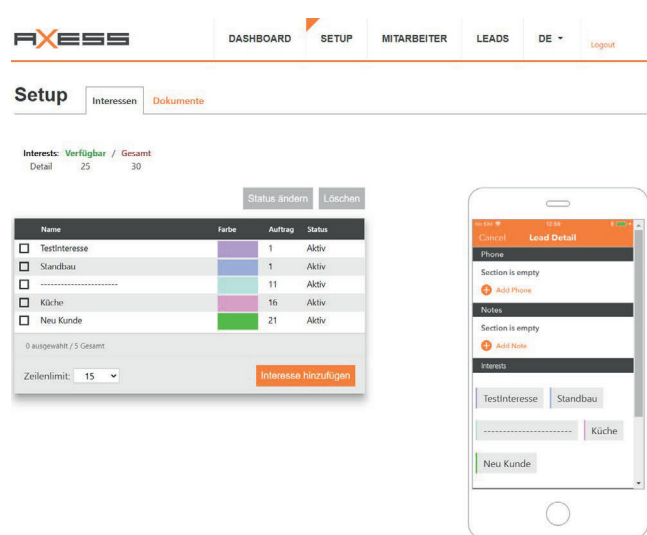 AXESS
DASHBOARD SETUP MITARBEITER LEADS DE Logout
Setup Interessen Dokumente
Interests: Verfügbar / Gesamt
Detail 25 30
Status ändern Löschen
Name Farbe Auftrag Status
TestInteresse 1 Aktiv
Standbau 1 Aktiv
----------------------- 11 Aktiv
Küche 16 Aktiv
Neu Kunde 21 Aktiv
0 ausgewählt / 5 Gesamt
Zeilenlimit: 15 Interesse hinzufügen
Cancel Lead Detail
Phone
Section is empty
Add Phone
Notes
Section is empty
Add Note
Interests
TestInteresse Standbau
----------------------- Küche
Neu Kunde